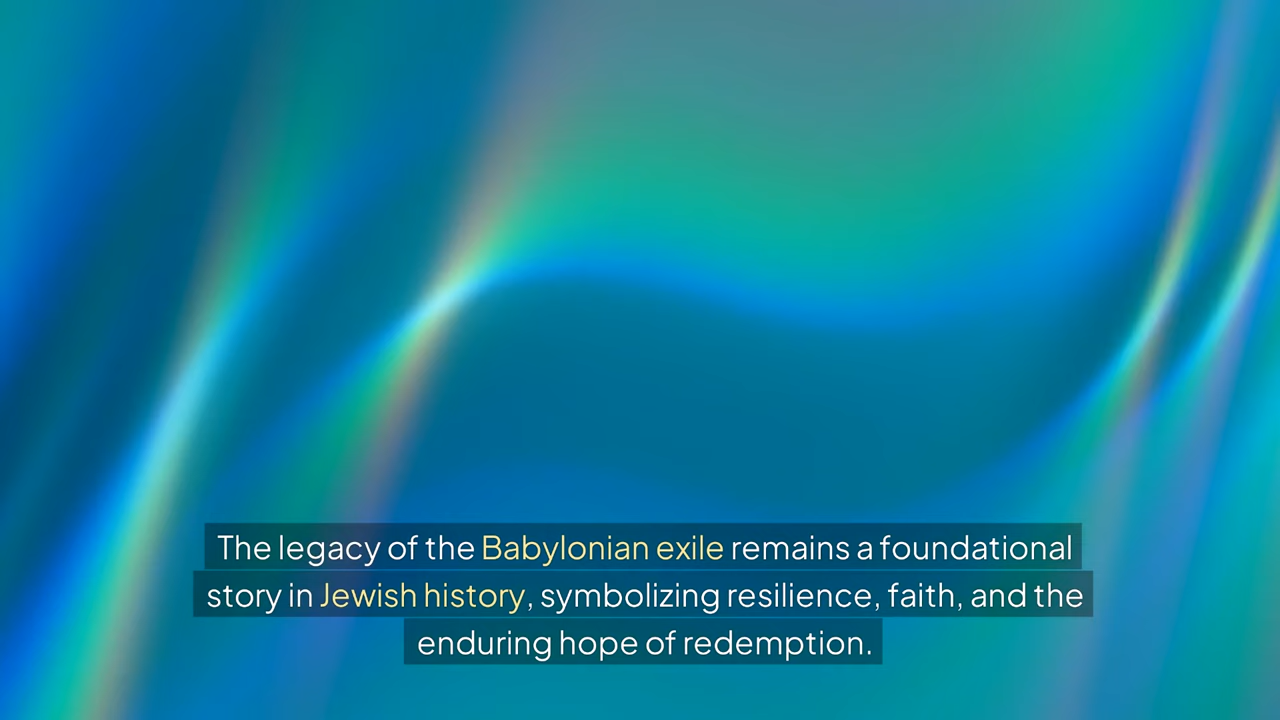 The legacy of the Babylonian exile remains a foundational
story in Jewish history, symbolizing resilience, faith, and the
enduring hope of redemption.